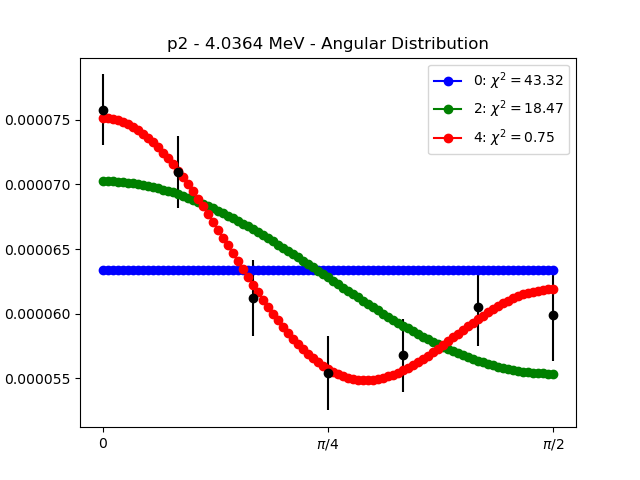 p2 - 4.0364 MeV - Angular Distribution
0: χ² = 43.32
2: χ² = 18.47
4: χ² = 0.75
0.000075
0.000070
0.000065
0.000060
0.000055
0 π/4 π/2